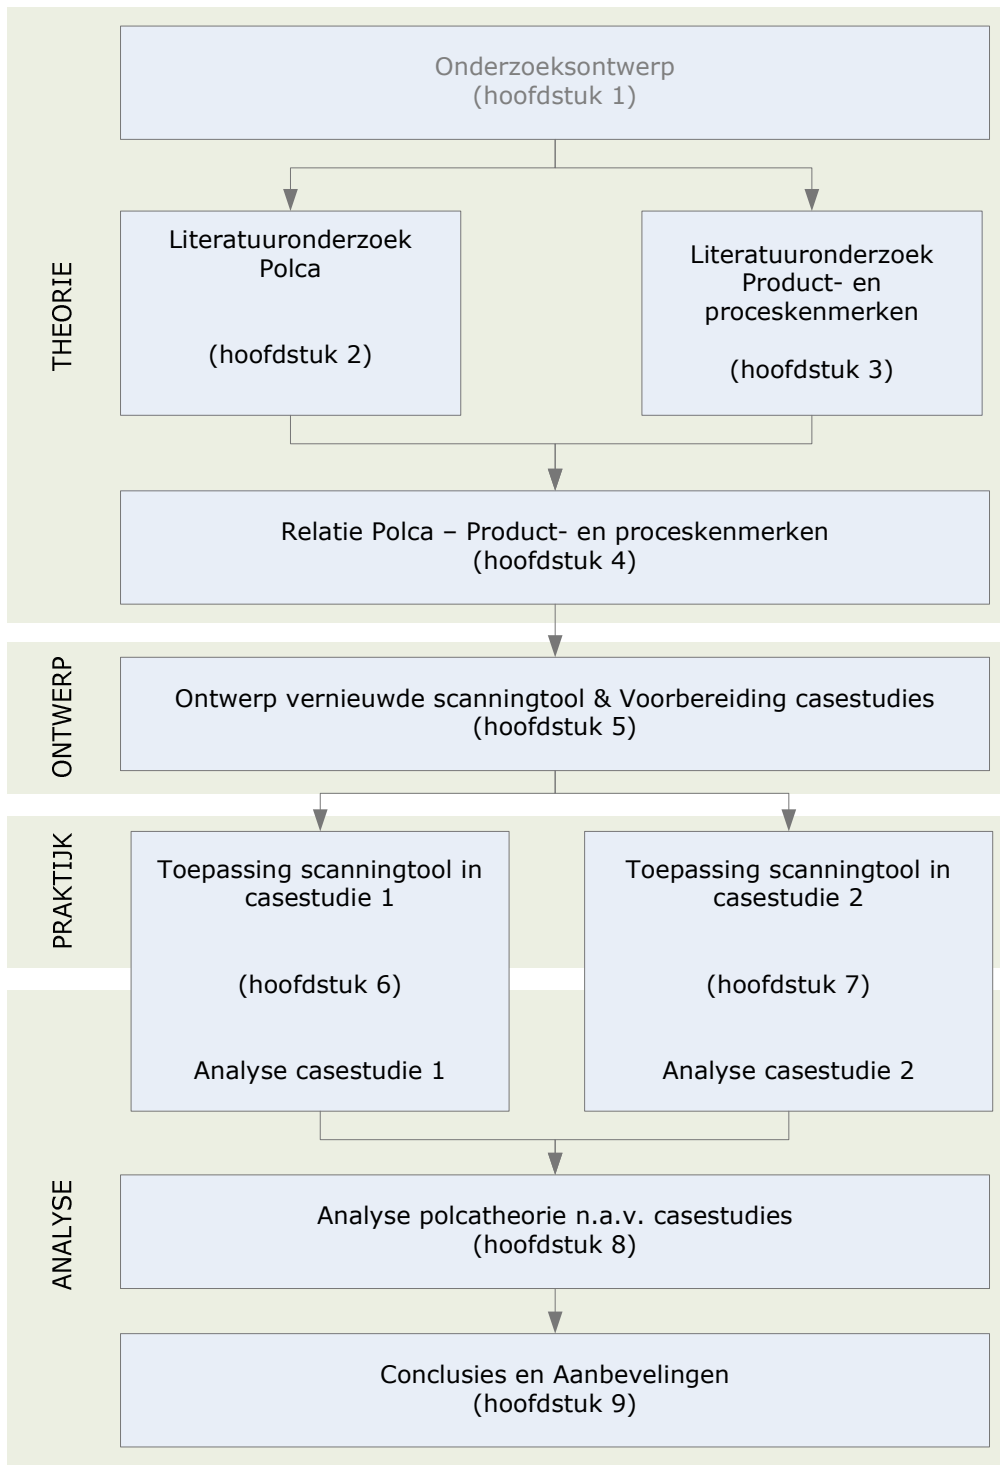 THEORIE
Onderzoeksontwerp
(hoofdstuk 1)
Literatuuronderzoek
Polca
(hoofdstuk 2)
Literatuuronderzoek
Product- en
proceskenmerken
(hoofdstuk 3)
Relatie Polca – Product- en proceskenmerken
(hoofdstuk 4)
ONTWERP
Ontwerp vernieuwde scanningtool & Voorbereiding casestudies
(hoofdstuk 5)
PRAKTIJK
Toepassing scanningtool in
casestudie 1
(hoofdstuk 6)
Analyse casestudie 1
Toepassing scanningtool in
casestudie 2
(hoofdstuk 7)
Analyse casestudie 2
ANALYSE
Analyse polcatheorie n.a.v. casestudies
(hoofdstuk 8)
Conclusies en Aanbevelingen
(hoofdstuk 9)